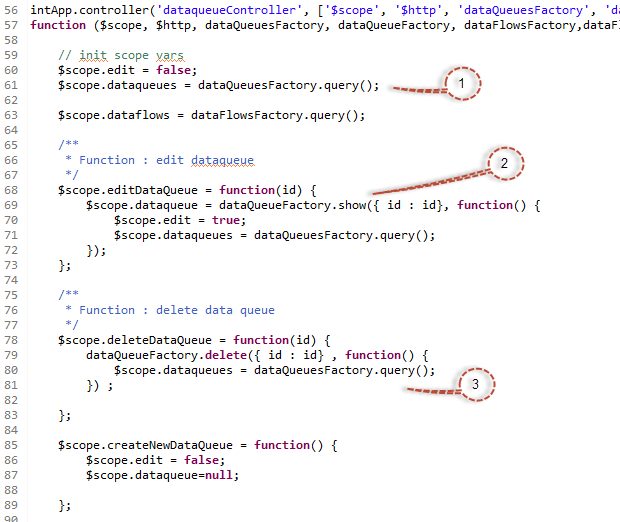 56 intApp.controller('dataqueueController', ['$scope', '$http', 'dataQueuesFactory', 'da
57 function ($scope, $http, dataQueuesFactory, dataQueueFactory, dataFlowsFactory,dataFl
58
59 // init scope vars
60 $scope.edit = false;
61 $scope.dataqueues = dataQueuesFactory.query(); 1
62
63 $scope.dataflows = dataFlowsFactory.query();
64
65 /**
66 * Function : edit dataqueue 2
67 */
68 $scope.editDataQueue = function(id) {
69 $scope.dataqueue = dataQueueFactory.show({ id : id}, function() {
70 $scope.edit = true;
71 $scope.dataqueues = dataQueuesFactory.query();
72 });
73 };
74
75 /**
76 * Function : delete data queue
77 */
78 $scope.deleteDataQueue = function(id) {
79 dataQueueFactory.delete({ id : id} , function() {
80 $scope.dataqueues = dataQueuesFactory.query();
81 }) ; 3
82
83 };
84
85 $scope.createNewDataQueue = function() {
86 $scope.edit = false;
87 $scope.dataqueue=null;
88
89 };
90